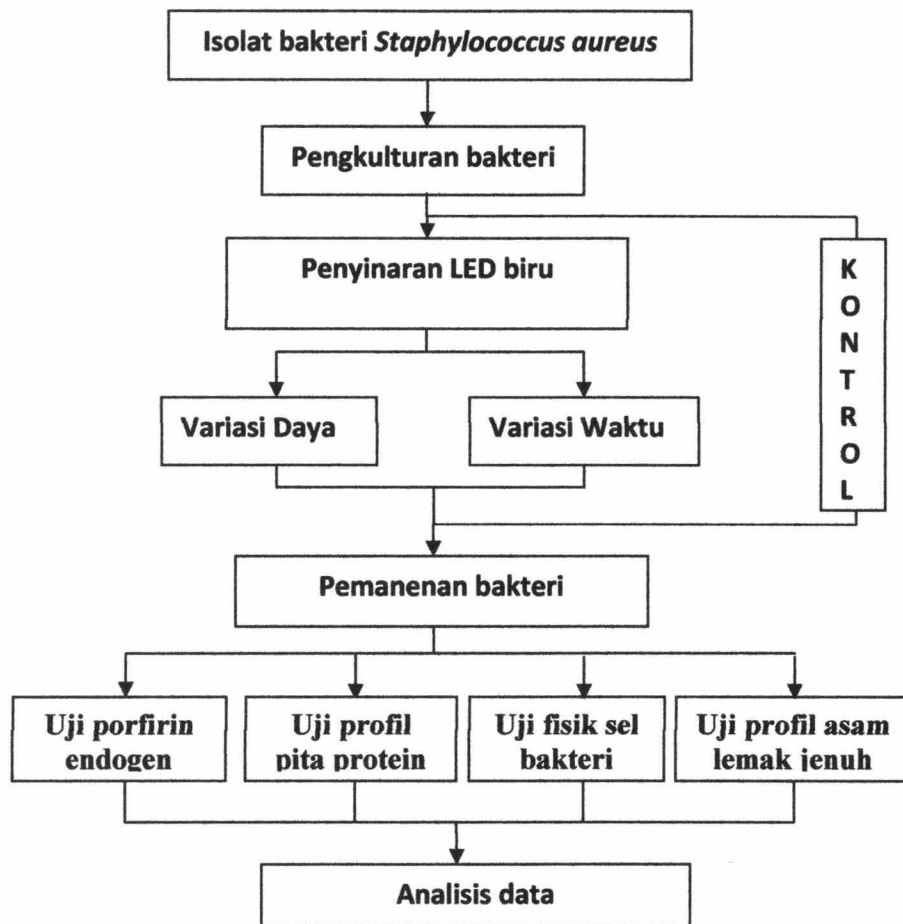 Isolat bakteri Staphylococcus aureus
Pengkulturan bakteri
Penyinaran LED biru
KONTROL
Variasi Daya
Variasi Waktu
Pemanenan bakteri
Uji porfirin
endogen
Uji profil
pita protein
Uji fisik sel
bakteri
Uji profil asam
lemak jenuh
Analisis data